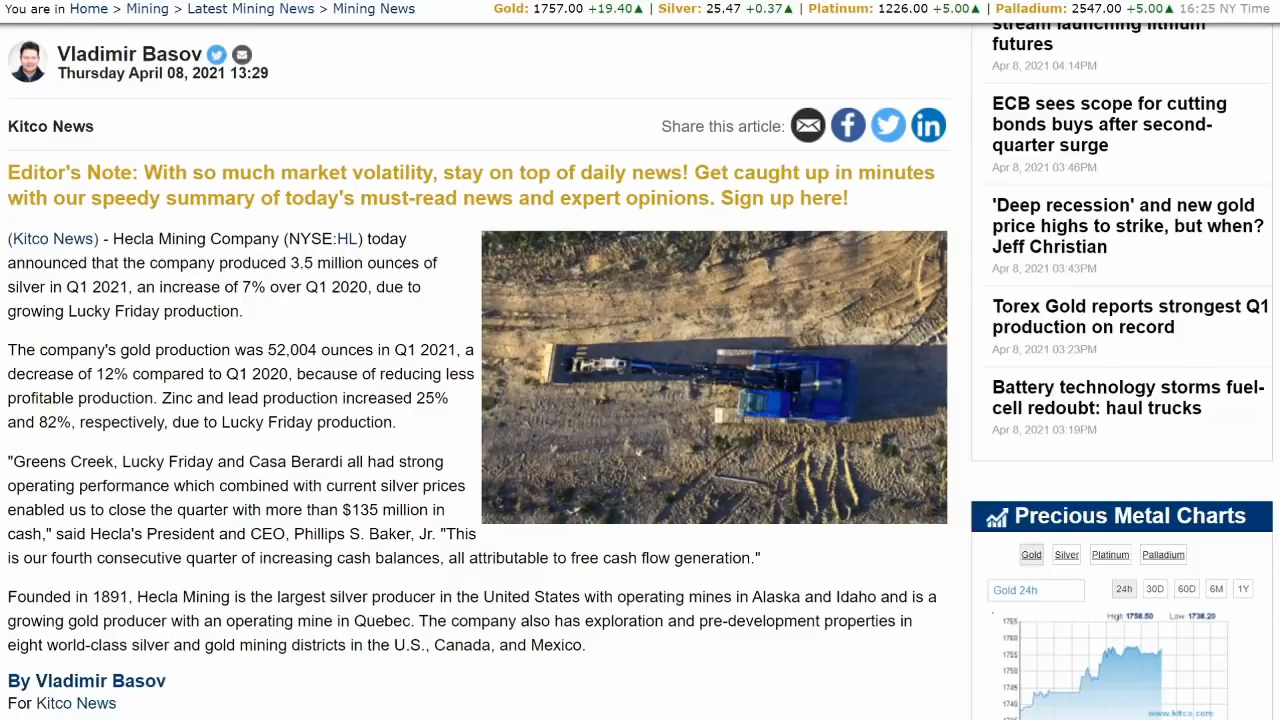 You are in Home > Mining > Latest Mining News > Mining News
Gold: 1757.00 +19.40▲ | Silver: 25.47 +0.37▲ | Platinum: 1226.00 +5.00▲ | Palladium: 2547.00 +5.00▲ 16:25 NY Time
Vladimir Basov
Thursday April 08, 2021 13:29
Kitco News
Share this article:
Editor's Note: With so much market volatility, stay on top of daily news! Get caught up in minutes
with our speedy summary of today's must-read news and expert opinions. Sign up here!
(Kitco News) - Hecla Mining Company (NYSE:HL) today
announced that the company produced 3.5 million ounces of
silver in Q1 2021, an increase of 7% over Q1 2020, due to
growing Lucky Friday production.
The company's gold production was 52,004 ounces in Q1 2021, a
decrease of 12% compared to Q1 2020, because of reducing less
profitable production. Zinc and lead production increased 25%
and 82%, respectively, due to Lucky Friday production.
"Greens Creek, Lucky Friday and Casa Berardi all had strong
operating performance which combined with current silver prices
enabled us to close the quarter with more than $135 million in
cash," said Hecla's President and CEO, Phillips S. Baker, Jr. "This
is our fourth consecutive quarter of increasing cash balances, all attributable to free cash flow generation."
Founded in 1891, Hecla Mining is the largest silver producer in the United States with operating mines in Alaska and Idaho and is a
growing gold producer with an operating mine in Quebec. The company also has exploration and pre-development properties in
eight world-class silver and gold mining districts in the U.S., Canada, and Mexico.
By Vladimir Basov
For Kitco News
stream launching lithium
futures
Apr 8, 2021 04:14PM
ECB sees scope for cutting
bonds buys after second-
quarter surge
Apr 8, 2021 03:46PM
'Deep recession' and new gold
price highs to strike, but when?
Jeff Christian
Apr 8, 2021 03:43PM
Torex Gold reports strongest Q1
production on record
Apr 8, 2021 03:23PM
Battery technology storms fuel-
cell redoubt: haul trucks
Apr 8, 2021 03:19PM
Precious Metal Charts
Gold Silver Platinum Palladium
Gold 24h
24h 30D 60D 6M 1Y
High 1758.50 Low 1736.20
1765
1760
1755
1750
1745
1740
www.kitco.com